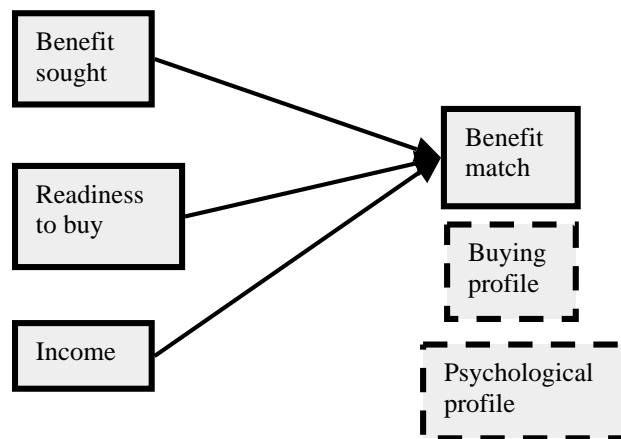 Benefit
sought
Readiness
to buy
Income
Benefit
match
Buying
profile
Psychological
profile